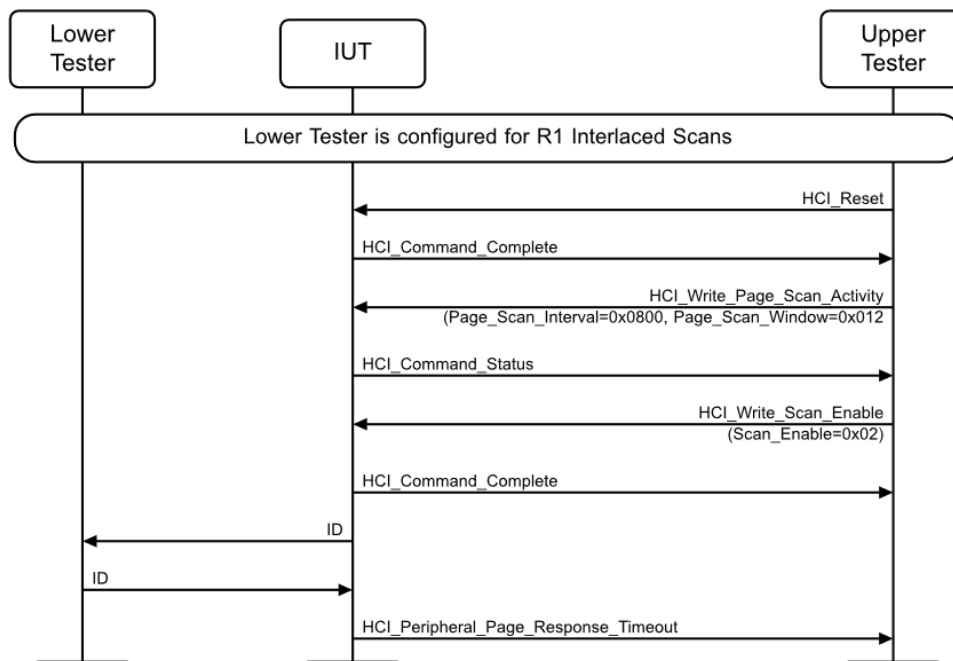 Lower
Tester
IUT
Upper
Tester
Lower Tester is configured for R1 Interlaced Scans
HCI_Reset
HCI_Command_Complete
HCI_Write_Page_Scan_Activity
(Page_Scan_Interval=0x0800, Page_Scan_Window=0x012
HCI_Command_Status
HCI_Write_Scan_Enable
(Scan_Enable=0x02)
HCI_Command_Complete
ID
ID
HCI_Peripheral_Page_Response_Timeout